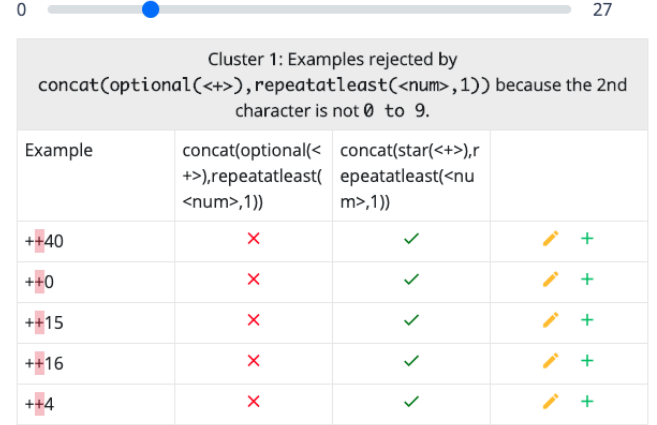 0 27
Cluster 1: Examples rejected by
concat(optional(<+>),repeatatleast(<num>,1)) because the 2nd
character is not 0 to 9.
Example
concat(optional(<
+>),repeatatleast(
<num>,1))
concat(star(<+>),r
epeatatleast(<nu
m>,1))
++40
++0
++15
++16
++4